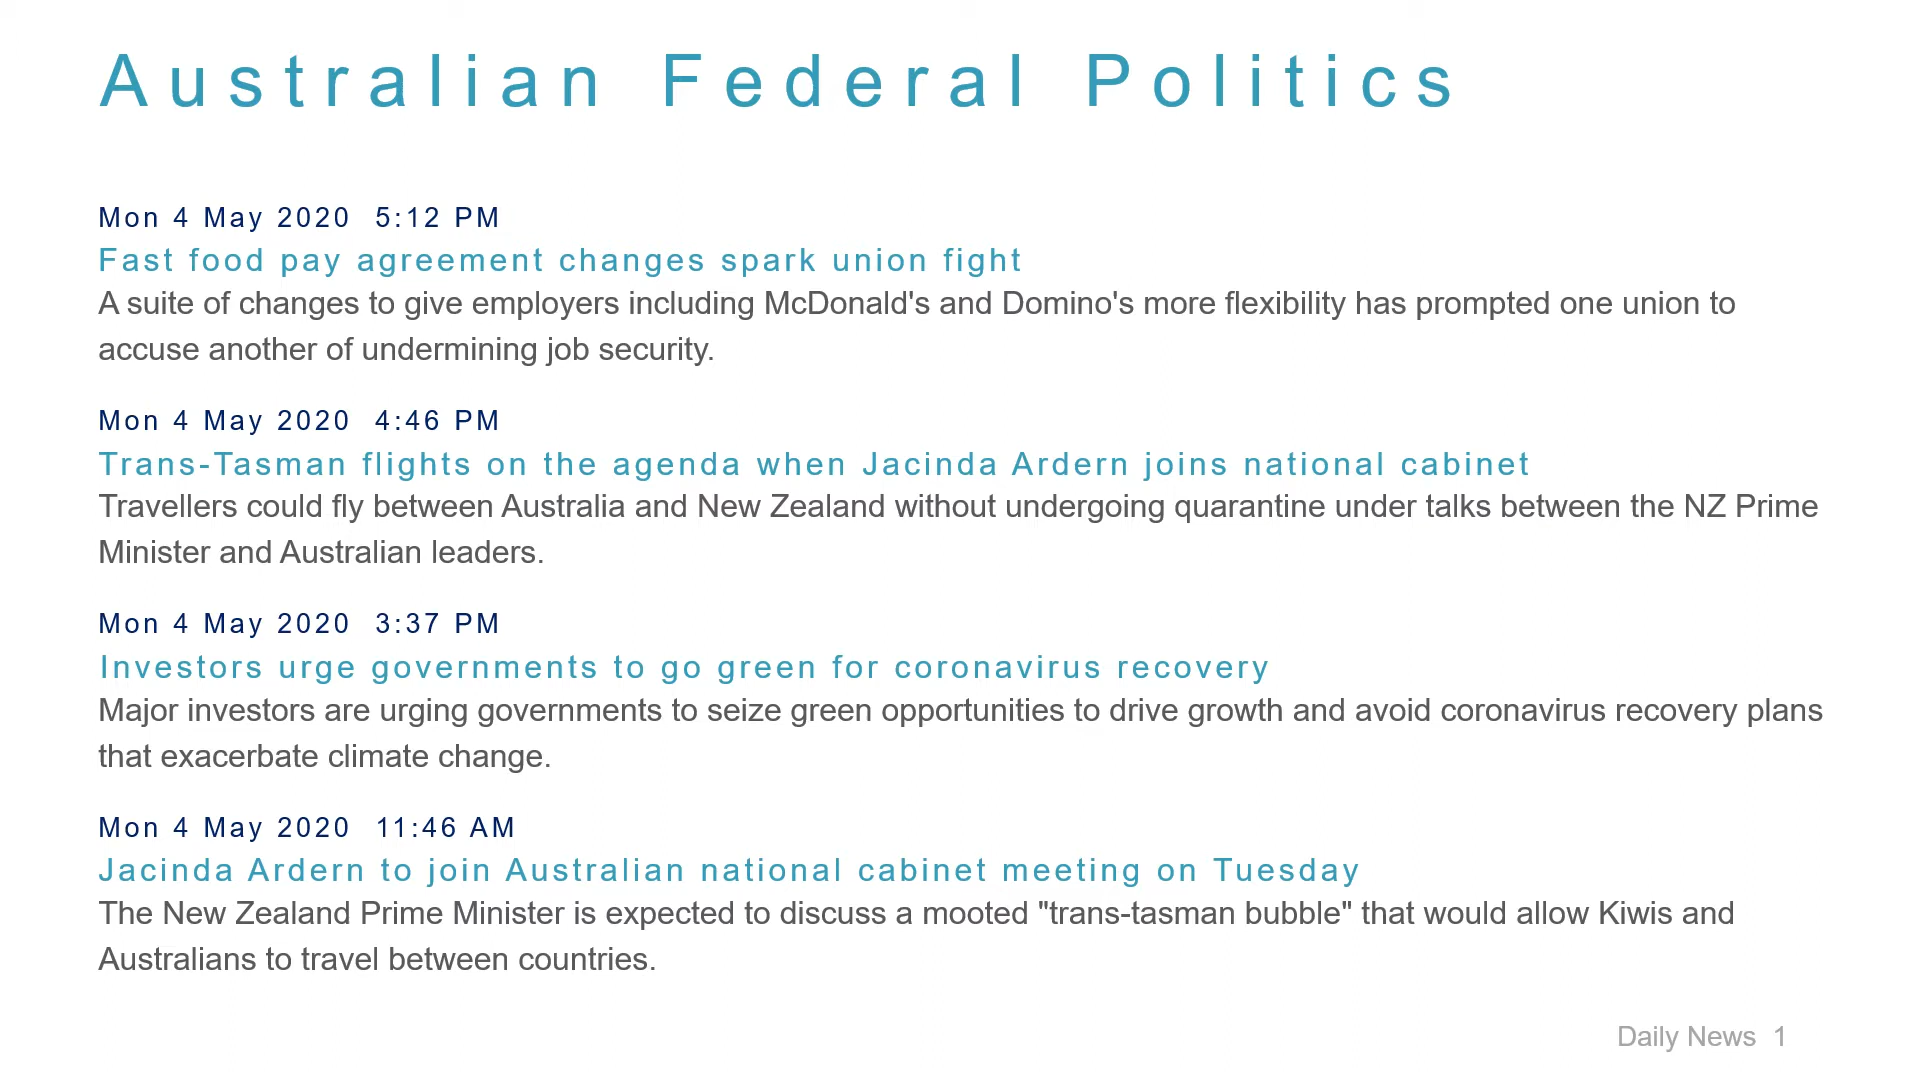 Australian Federal Politics
Mon 4 May 2020  5:12 PM
Fast food pay agreement changes spark union fight
A suite of changes to give employers including McDonald's and Domino's more flexibility has prompted one union to
accuse another of undermining job security.
Mon 4 May 2020  4:46 PM
Trans-Tasman flights on the agenda when Jacinda Ardern joins national cabinet
Travellers could fly between Australia and New Zealand without undergoing quarantine under talks between the NZ Prime
Minister and Australian leaders.
Mon 4 May 2020  3:37 PM
Investors urge governments to go green for coronavirus recovery
Major investors are urging governments to seize green opportunities to drive growth and avoid coronavirus recovery plans
that exacerbate climate change.
Mon 4 May 2020  11:46 AM
Jacinda Ardern to join Australian national cabinet meeting on Tuesday
The New Zealand Prime Minister is expected to discuss a mooted "trans-tasman bubble" that would allow Kiwis and
Australians to travel between countries.
Daily News  1